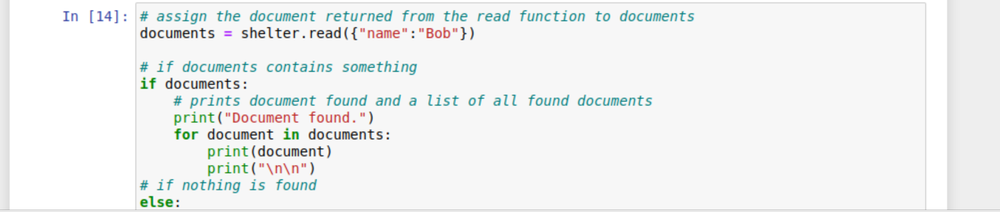 In [14]: # assign the document returned from the read function to documents
documents = shelter.read({"name":"Bob"})

# if documents contains something
if documents:
    # prints document found and a list of all found documents
    print("Document found.")
    for document in documents:
        print(document)
        print("\n\n")
# if nothing is found
else: